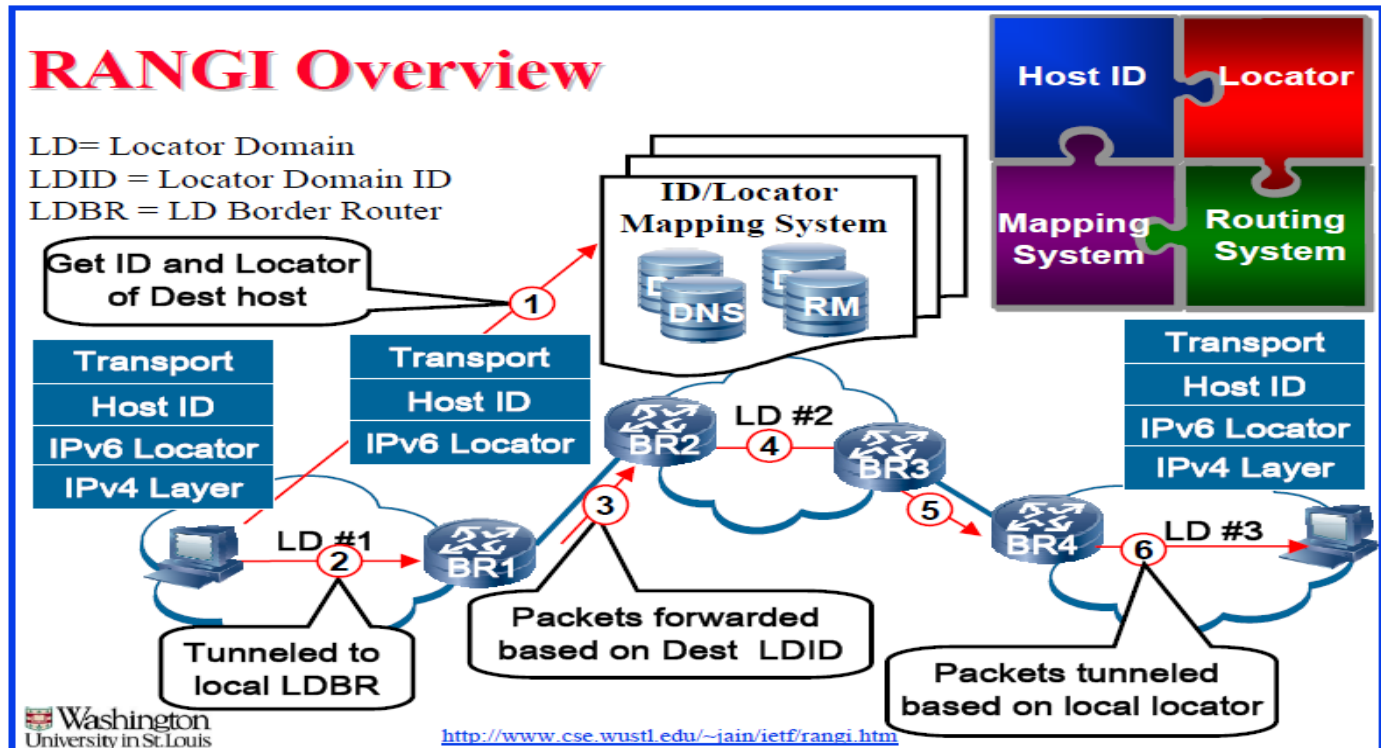 RANGI Overview
LD= Locator Domain
LDID = Locator Domain ID
LDBR = LD Border Router
Host ID
Locator
Mapping
System
Routing
System
ID/Locator
Mapping System
D
DNS
D
RM
Get ID and Locator
of Dest host
1
Transport
Host ID
IPv6 Locator
IPv4 Layer
Transport
Host ID
IPv6 Locator
Transport
Host ID
IPv6 Locator
IPv4 Layer
LD #1
2
BR1
3
BR2
LD #2
4
BR3
5
BR4
6
LD #3
Tunneled to
local LDBR
Packets forwarded
based on Dest LDID
Packets tunneled
based on local locator
Washington
University in St.Louis
http://www.cse.wustl.edu/~jain/ietf/rangi.htm